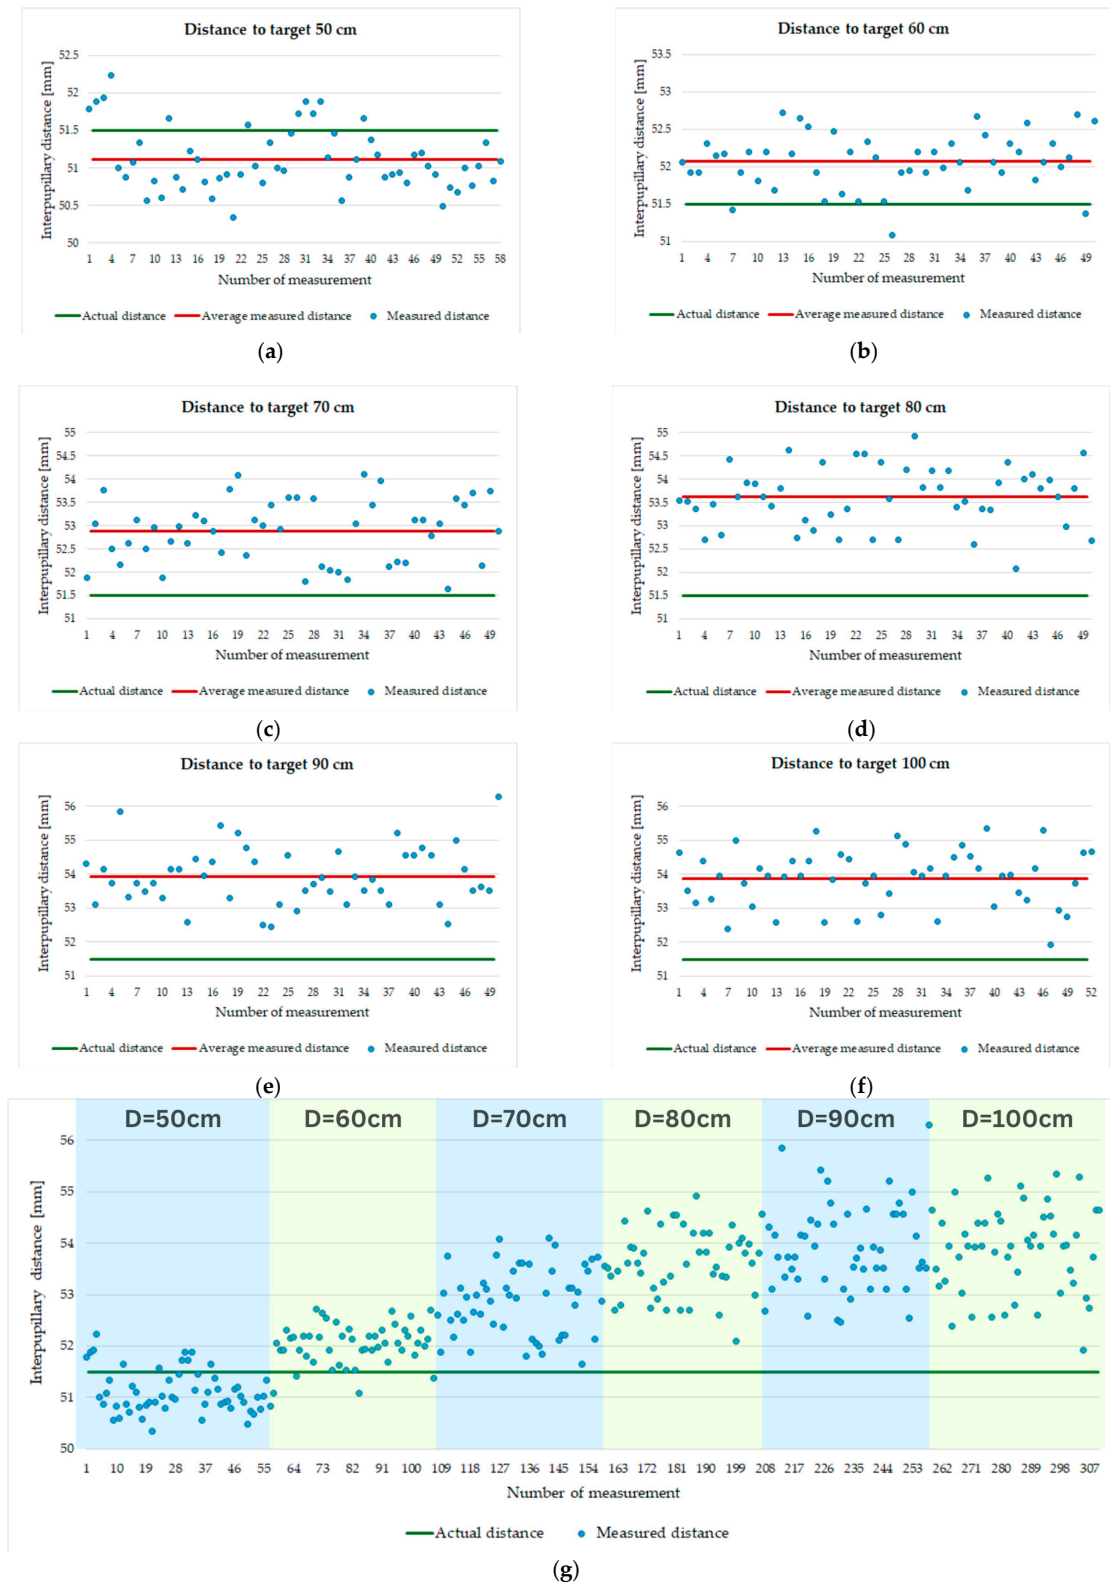 Distance to target 50 cm
Interpupillary distance [mm]
52.5
52
51.5
51
50.5
50
1 4 7 10 13 16 19 22 25 28 31 34 37 40 43 46 49 52 55 58
Number of measurement
Actual distance Average measured distance Measured distance
(a)
Distance to target 60 cm
Interpupillary distance [mm]
53.5
53
52.5
52
51.5
51
1 4 7 10 13 16 19 22 25 28 31 34 37 40 43 46 49
Number of measurement
Actual distance Average measured distance Measured distance
(b)
Distance to target 70 cm
Interpupillary distance [mm]
55
54.5
54
53.5
53
52.5
52
51.5
51
1 4 7 10 13 16 19 22 25 28 31 34 37 40 43 46 49
Number of measurement
Actual distance Average measured distance Measured distance
(c)
Distance to target 80 cm
Interpupillary distance [mm]
55
54.5
54
53.5
53
52.5
52
51.5
51
1 4 7 10 13 16 19 22 25 28 31 34 37 40 43 46 49
Number of measurement
Actual distance Average measured distance Measured distance
(d)
Distance to target 90 cm
Interpupillary distance [mm]
56
55
54
53
52
51
1 4 7 10 13 16 19 22 25 28 31 34 37 40 43 46 49
Number of measurement
Actual distance Average measured distance Measured distance
(e)
Distance to target 100 cm
Interpupillary distance [mm]
56
55
54
53
52
51
1 4 7 10 13 16 19 22 25 28 31 34 37 40 43 46 49 52
Number of measurement
Actual distance Average measured distance Measured distance
(f)
D=50cm D=60cm D=70cm D=80cm D=90cm D=100cm
Interpupillary distance [mm]
56
55
54
53
52
51
50
1 10 19 28 37 46 55 64 73 82 91 100 109 118 127 136 145 154 163 172 181 190 199 208 217 226 235 244 253 262 271 280 289 298 307
Number of measurement
Actual distance Measured distance
(g)